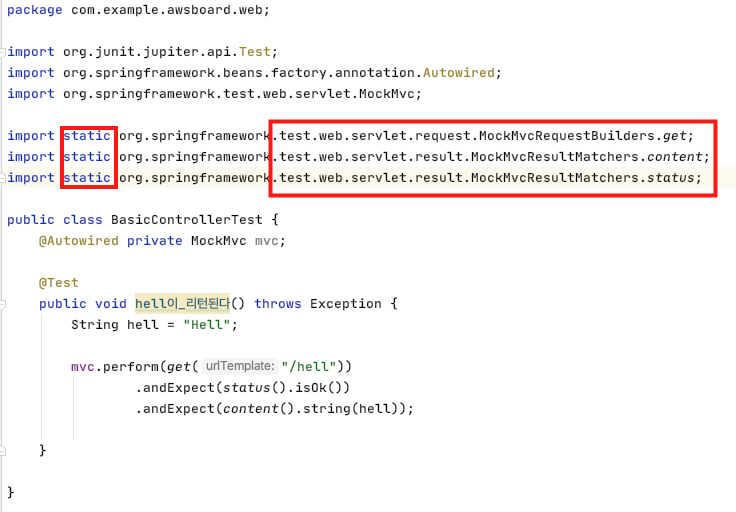 package com.example.awsboard.web;
import org.junit.jupiter.api.Test;
import org.springframework.beans.factory.annotation.Autowired;
import org.springframework.test.web.servlet.MockMvc;
import static org.springframework.test.web.servlet.request.MockMvcRequestBuilders.get;
import static org.springframework.test.web.servlet.result.MockMvcResultMatchers.content;
import static org.springframework.test.web.servlet.result.MockMvcResultMatchers.status;
public class BasicControllerTest {
@Autowired private MockMvc mvc;
@Test
public void hell이_리턴된다() throws Exception {
String hell = "Hell";
mvc.perform(get( urlTemplate: "/hell"))
.andExpect(status().isOk())
.andExpect(content().string(hell));
}
}